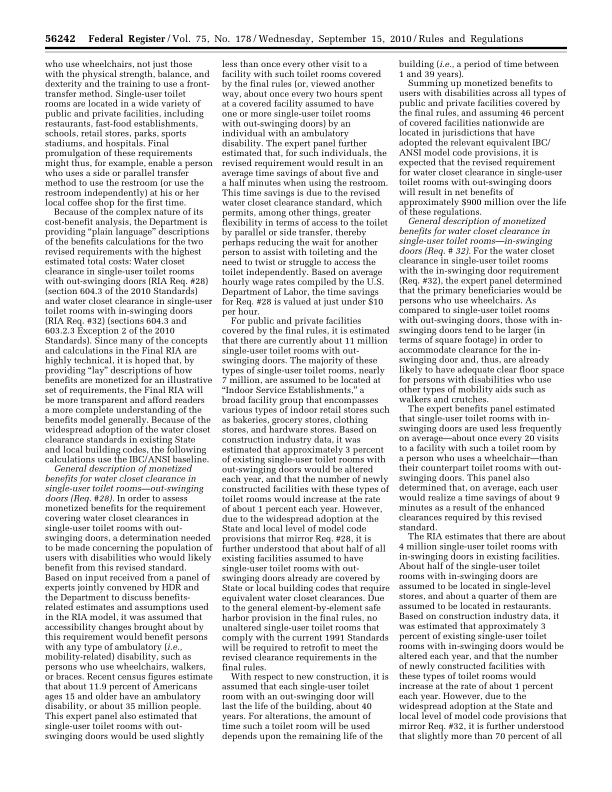 56242 Federal Register / Vol. 75, No. 178 / Wednesday, September 15, 2010 / Rules and Regulations
who use wheelchairs, not just those
with the physical strength, balance, and
dexterity and the training to use a front-
transfer method. Single-user toilet
rooms are located in a wide variety of
public and private facilities, including
restaurants, fast-food establishments,
schools, retail stores, parks, sports
stadiums, and hospitals. Final
promulgation of these requirements
might thus, for example, enable a person
who uses a side or parallel transfer
method to use the restroom (or use the
restroom independently) at his or her
local coffee shop for the first time.
Because of the complex nature of its
cost-benefit analysis, the Department is
providing “plain language” descriptions
of the benefits calculations for the two
revised requirements with the highest
estimated total costs: Water closet
clearance in single-user toilet rooms
with out-swinging doors (RIA Req. #28)
(section 604.3 of the 2010 Standards)
and water closet clearance in single-user
toilet rooms with in-swinging doors
(RIA Req. #32) (sections 604.3 and
603.2.3 Exception 2 of the 2010
Standards). Since many of the concepts
and calculations in the Final RIA are
highly technical, it is hoped that, by
providing “lay” descriptions of how
benefits are monetized for an illustrative
set of requirements, the Final RIA will
be more transparent and afford readers
a more complete understanding of the
benefits model generally. Because of the
widespread adoption of the water closet
clearance standards in existing State
and local building codes, the following
calculations use the IBC/ANSI baseline.
General description of monetized
benefits for water closet clearance in
single-user toilet rooms—out-swinging
doors (Req. #28). In order to assess
monetized benefits for the requirement
covering water closet clearances in
single-user toilet rooms with out-
swinging doors, a determination needed
to be made concerning the population of
users with disabilities who would likely
benefit from this revised standard.
Based on input received from a panel of
experts jointly convened by HDR and
the Department to discuss benefits-
related estimates and assumptions used
in the RIA model, it was assumed that
accessibility changes brought about by
this requirement would benefit persons
with any type of ambulatory (i.e.,
mobility-related) disability, such as
persons who use wheelchairs, walkers,
or braces. Recent census figures estimate
that about 11.9 percent of Americans
ages 15 and older have an ambulatory
disability, or about 35 million people.
This expert panel also estimated that
single-user toilet rooms with out-
swinging doors would be used slightly
less than once every other visit to a
facility with such toilet rooms covered
by the final rules (or, viewed another
way, about once every two hours spent
at a covered facility assumed to have
one or more single-user toilet rooms
with out-swinging doors) by an
individual with an ambulatory
disability. The expert panel further
estimated that, for such individuals, the
revised requirement would result in an
average time savings of about five and
a half minutes when using the restroom.
This time savings is due to the revised
water closet clearance standard, which
permits, among other things, greater
flexibility in terms of access to the toilet
by parallel or side transfer, thereby
perhaps reducing the wait for another
person to assist with toileting and the
need to twist or struggle to access the
toilet independently. Based on average
hourly wage rates compiled by the U.S.
Department of Labor, the time savings
for Req. #28 is valued at just under $10
per hour.
For public and private facilities
covered by the final rules, it is estimated
that there are currently about 11 million
single-user toilet rooms with out-
swinging doors. The majority of these
types of single-user toilet rooms, nearly
7 million, are assumed to be located at
“Indoor Service Establishments,” a
broad facility group that encompasses
various types of indoor retail stores such
as bakeries, grocery stores, clothing
stores, and hardware stores. Based on
construction industry data, it was
estimated that approximately 3 percent
of existing single-user toilet rooms with
out-swinging doors would be altered
each year, and that the number of newly
constructed facilities with these types of
toilet rooms would increase at the rate
of about 1 percent each year. However,
due to the widespread adoption at the
State and local level of model code
provisions that mirror Req. #28, it is
further understood that about half of all
existing facilities assumed to have
single-user toilet rooms with out-
swinging doors already are covered by
State or local building codes that require
equivalent water closet clearances. Due
to the general element-by-element safe
harbor provision in the final rules, no
unaltered single-user toilet rooms that
comply with the current 1991 Standards
will be required to retrofit to meet the
revised clearance requirements in the
final rules.
With respect to new construction, it is
assumed that each single-user toilet
room with an out-swinging door will
last the life of the building, about 40
years. For alterations, the amount of
time such a toilet room will be used
depends upon the remaining life of the
building (i.e., a period of time between
1 and 39 years).
Summing up monetized benefits to
users with disabilities across all types of
public and private facilities covered by
the final rules, and assuming 46 percent
of covered facilities nationwide are
located in jurisdictions that have
adopted the relevant equivalent IBC/
ANSI model code provisions, it is
expected that the revised requirement
for water closet clearance in single-user
toilet rooms with out-swinging doors
will result in net benefits of
approximately $900 million over the life
of these regulations.
General description of monetized
benefits for water closet clearance in
single-user toilet rooms—in-swinging
doors (Req. # 32). For the water closet
clearance in single-user toilet rooms
with the in-swinging door requirement
(Req. #32), the expert panel determined
that the primary beneficiaries would be
persons who use wheelchairs. As
compared to single-user toilet rooms
with out-swinging doors, those with in-
swinging doors tend to be larger (in
terms of square footage) in order to
accommodate clearance for the in-
swinging door and, thus, are already
likely to have adequate clear floor space
for persons with disabilities who use
other types of mobility aids such as
walkers and crutches.
The expert benefits panel estimated
that single-user toilet rooms with in-
swinging doors are used less frequently
on average—about once every 20 visits
to a facility with such a toilet room by
a person who uses a wheelchair—than
their counterpart toilet rooms with out-
swinging doors. This panel also
determined that, on average, each user
would realize a time savings of about 9
minutes as a result of the enhanced
clearances required by this revised
standard.
The RIA estimates that there are about
4 million single-user toilet rooms with
in-swinging doors in existing facilities.
About half of the single-user toilet
rooms with in-swinging doors are
assumed to be located in single-level
stores, and about a quarter of them are
assumed to be located in restaurants.
Based on construction industry data, it
was estimated that approximately 3
percent of existing single-user toilet
rooms with in-swinging doors would be
altered each year, and that the number
of newly constructed facilities with
these types of toilet rooms would
increase at the rate of about 1 percent
each year. However, due to the
widespread adoption at the State and
local level of model code provisions that
mirror Req. #32, it is further understood
that slightly more than 70 percent of all